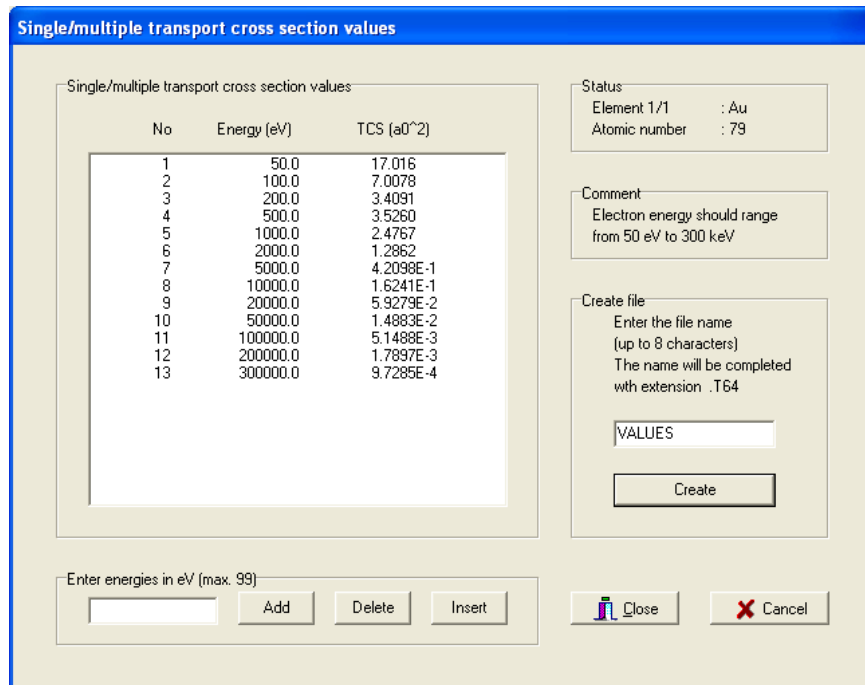 Single/multiple transport cross section values
Single/multiple transport cross section values
No Energy (eV) TCS (a0^2)
1 50.0 17.016
2 100.0 7.0078
3 200.0 3.4091
4 500.0 3.5260
5 1000.0 2.4767
6 2000.0 1.2862
7 5000.0 4.2098E-1
8 10000.0 1.6241E-1
9 20000.0 5.9279E-2
10 50000.0 1.4883E-2
11 100000.0 5.1488E-3
12 200000.0 1.7897E-3
13 300000.0 9.7285E-4
Status
Element 1/1 : Au
Atomic number : 79
Comment
Electron energy should range
from 50 eV to 300 keV
Create file
Enter the file name
(up to 8 characters)
The name will be completed
wth extension .T64
VALUES
Create
Enter energies in eV (max. 99)
Add Delete Insert
Close Cancel